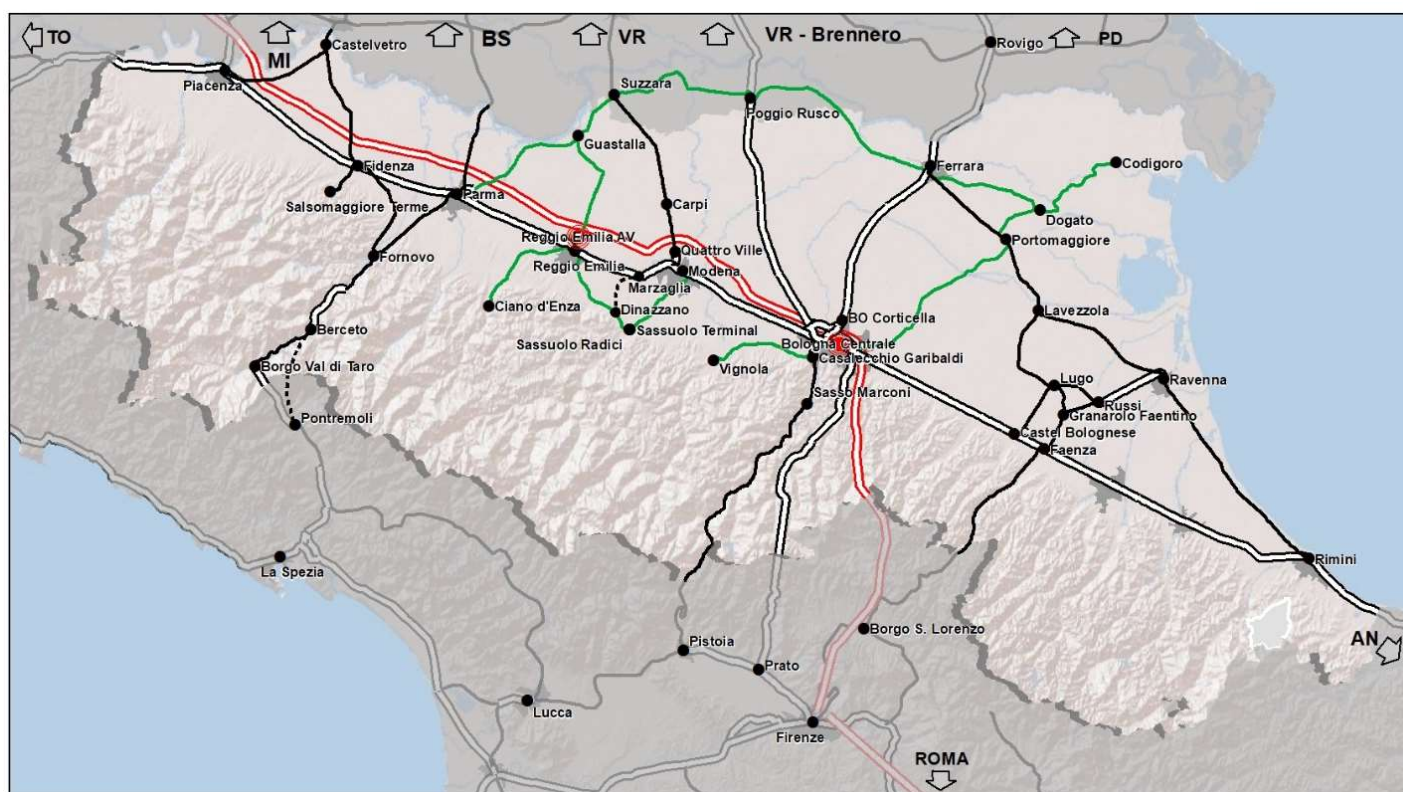 TO
MI
BS
VR
VR - Brennero
PD
Castelvetro
Rovigo
Piacenza
Suzzara
Poggio Rusco
Guastalla
Fidenza
Ferrara
Codigoro
Salsomaggiore Terme
Parma
Carpi
Dogato
Reggio Emilia AV
Quattro Ville
Portomaggiore
Fornovo
Reggio Emilia
Modena
Marzaglia
Ciano d'Enza
Dinazzano
Lavezzola
Berceto
Sassuolo Terminal
BO Corticella
Sassuolo Radici
Bologna Centrale
Casalecchio Garibaldi
Vignola
Borgo Val di Taro
Lugo
Ravenna
Sasso Marconi
Russi
Granarolo Faentino
Pontremoli
Castel Bolognese
Faenza
La Spezia
Rimini
Borgo S. Lorenzo
AN
Pistoia
Prato
Lucca
Firenze
ROMA